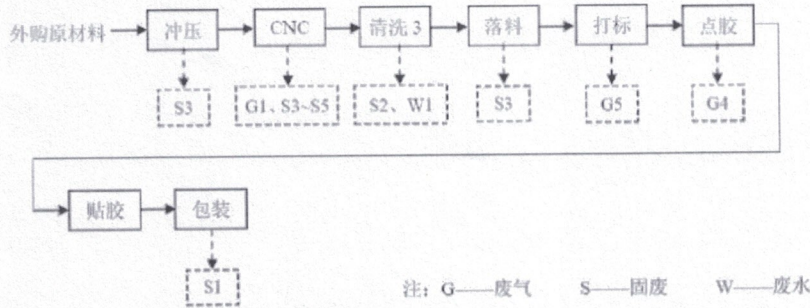 外购原材料 冲压 CNC 清洗 3 落料 打标 点胶
S3 G1、S3~S5 S2、W1 S3 G5 G4
贴胶 包装
S1
注：G——废气 S——固废 W——废水